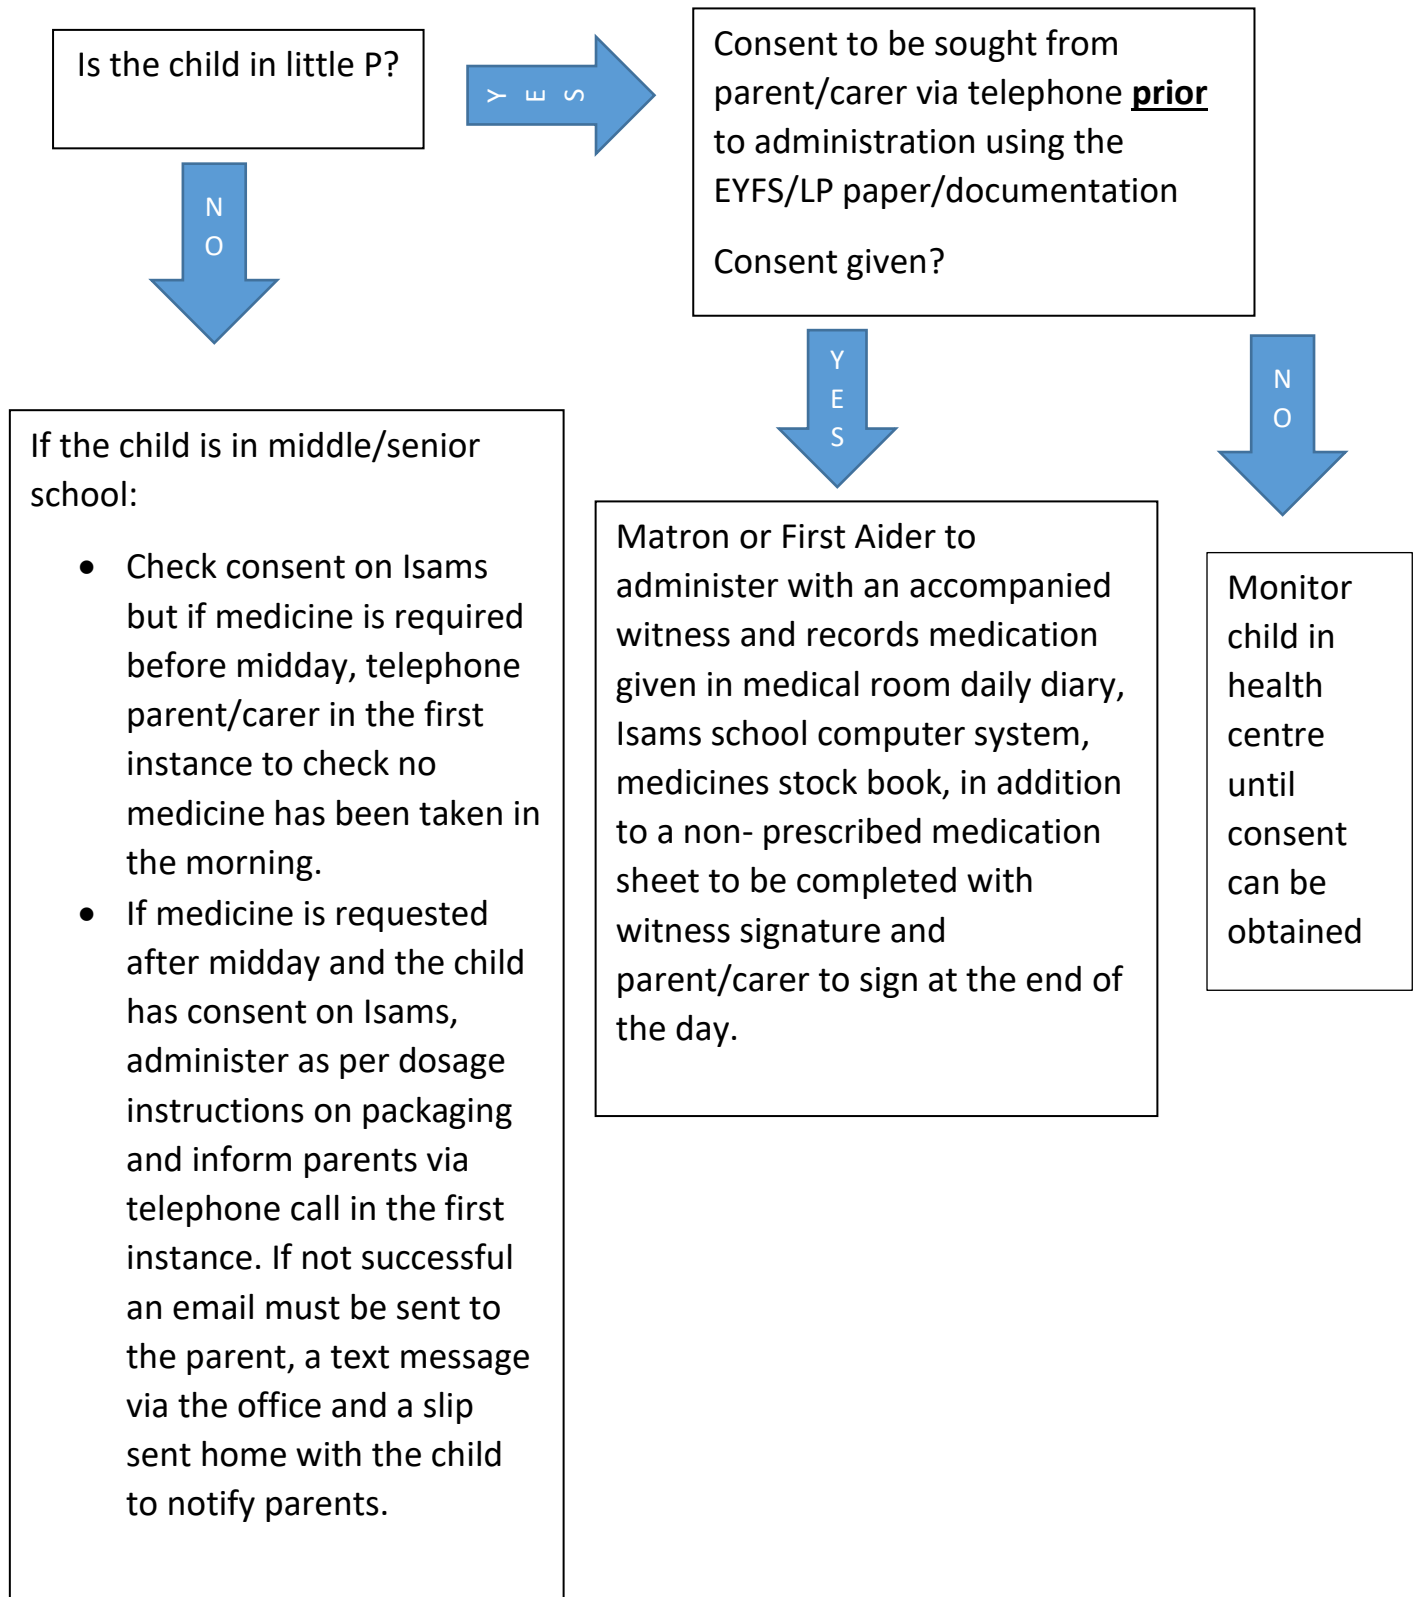 Is the child in little P?
YES
Consent to be sought from
parent/carer via telephone prior
to administration using the
EYFS/LP paper/documentation
Consent given?
N
O
Y
E
S
N
O
If the child is in middle/senior
school:
• Check consent on Isams
but if medicine is required
before midday, telephone
parent/carer in the first
instance to check no
medicine has been taken in
the morning.
• If medicine is requested
after midday and the child
has consent on Isams,
administer as per dosage
instructions on packaging
and inform parents via
telephone call in the first
instance. If not successful
an email must be sent to
the parent, a text message
via the office and a slip
sent home with the child
to notify parents.
Matron or First Aider to
administer with an accompanied
witness and records medication
given in medical room daily diary,
Isams school computer system,
medicines stock book, in addition
to a non- prescribed medication
sheet to be completed with
witness signature and
parent/carer to sign at the end of
the day.
Monitor
child in
health
centre
until
consent
can be
obtained